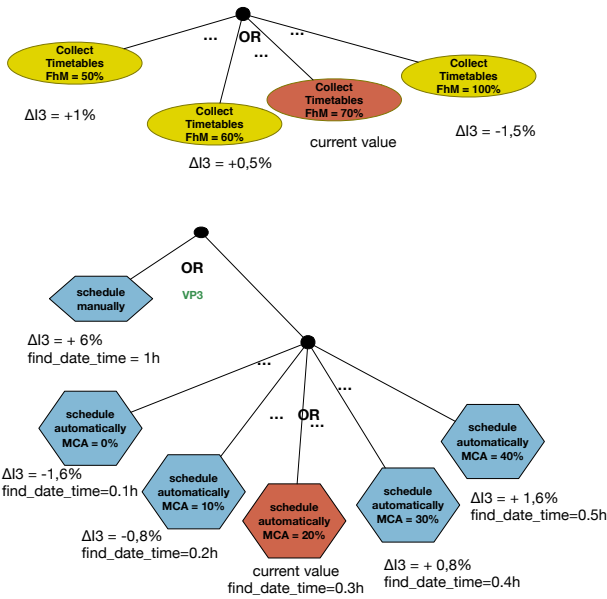 ...
OR
...
...
Collect
Timetables
FhM = 50%
Collect
Timetables
FhM = 60%
Collect
Timetables
FhM = 70%
Collect
Timetables
FhM = 100%
ΔI3 = +1%
ΔI3 = +0,5%
current value
ΔI3 = -1,5%
OR
VP3
schedule
manually
ΔI3 = + 6%
find_date_time = 1h
...
...
...
OR
...
schedule
automatically
MCA = 0%
ΔI3 = -1,6%
find_date_time=0.1h
schedule
automatically
MCA = 10%
ΔI3 = -0,8%
find_date_time=0.2h
schedule
automatically
MCA = 20%
current value
find_date_time=0.3h
schedule
automatically
MCA = 30%
ΔI3 = + 0,8%
find_date_time=0.4h
schedule
automatically
MCA = 40%
ΔI3 = + 1,6%
find_date_time=0.5h